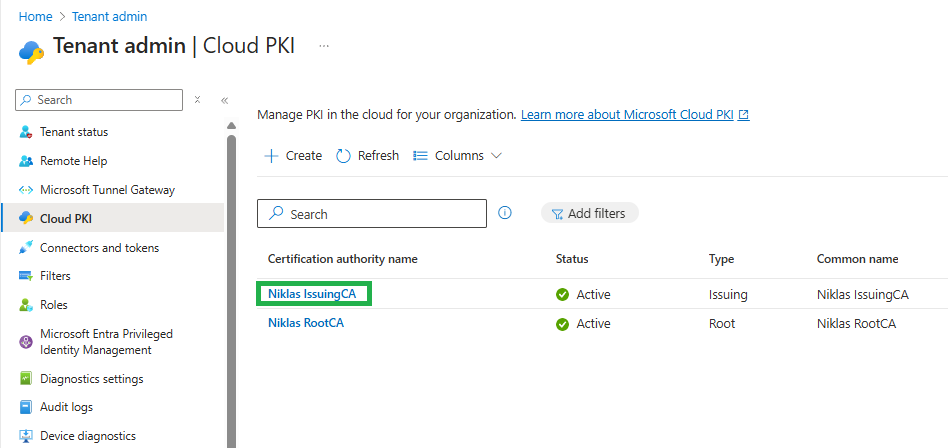 Home > Tenant admin
Tenant admin | Cloud PKI ...
Search
Tenant status
Remote Help
Microsoft Tunnel Gateway
Cloud PKI
Connectors and tokens
Filters
Roles
Microsoft Entra Privileged
Identity Management
Diagnostics settings
Audit logs
Device diagnostics
Manage PKI in the cloud for your organization. Learn more about Microsoft Cloud PKI
Create Refresh Columns
Search Add filters
Certification authority name Status Type Common name
Niklas IssuingCA Active Issuing Niklas IssuingCA
Niklas RootCA Active Root Niklas RootCA